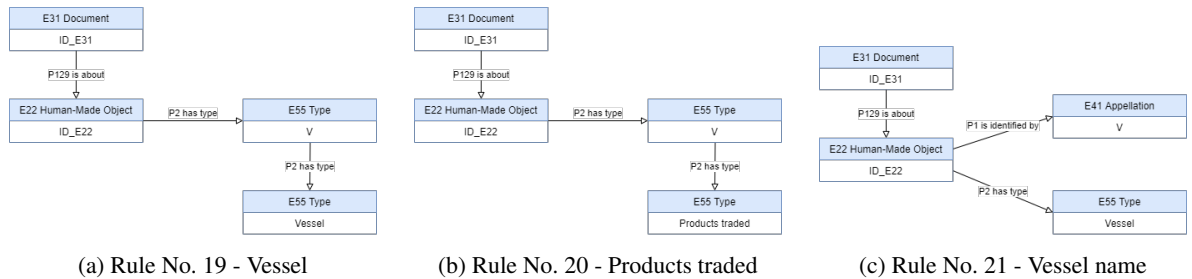 E31 Document
ID_E31
P129 is about
E22 Human-Made Object
ID_E22
P2 has type
E55 Type
V
P2 has type
E55 Type
Vessel
(a) Rule No. 19 - Vessel
E31 Document
ID_E31
P129 is about
E22 Human-Made Object
ID_E22
P2 has type
E55 Type
V
P2 has type
E55 Type
Products traded
(b) Rule No. 20 - Products traded
E31 Document
ID_E31
P129 is about
E22 Human-Made Object
ID_E22
P1 is identified by
E41 Appellation
V
P2 has type
E55 Type
Vessel
(c) Rule No. 21 - Vessel name